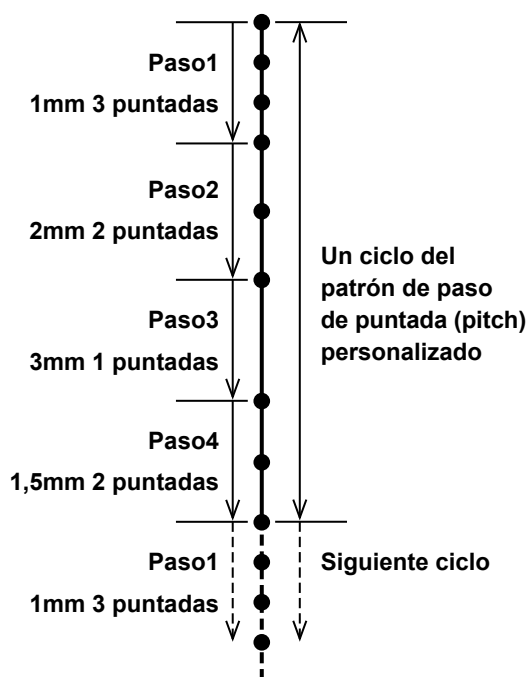 Paso1
1mm 3 puntadas
Paso2
2mm 2 puntadas
Un ciclo del
patrón de paso
de puntada (pitch)
personalizado
Paso3
3mm 1 puntadas
Paso4
1,5mm 2 puntadas
Paso1
1mm 3 puntadas
Siguiente ciclo